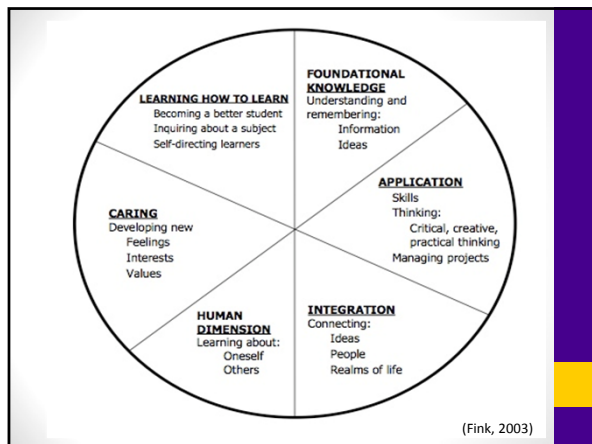 FOUNDATIONAL
KNOWLEDGE
Understanding and
remembering:
Information
Ideas
APPLICATION
Skills
Thinking:
Critical, creative,
practical thinking
Managing projects
INTEGRATION
Connecting:
Ideas
People
Realms of life
HUMAN
DIMENSION
Learning about:
Oneself
Others
CARING
Developing new
Feelings
Interests
Values
LEARNING HOW TO LEARN
Becoming a better student
Inquiring about a subject
Self-directing learners
(Fink, 2003)